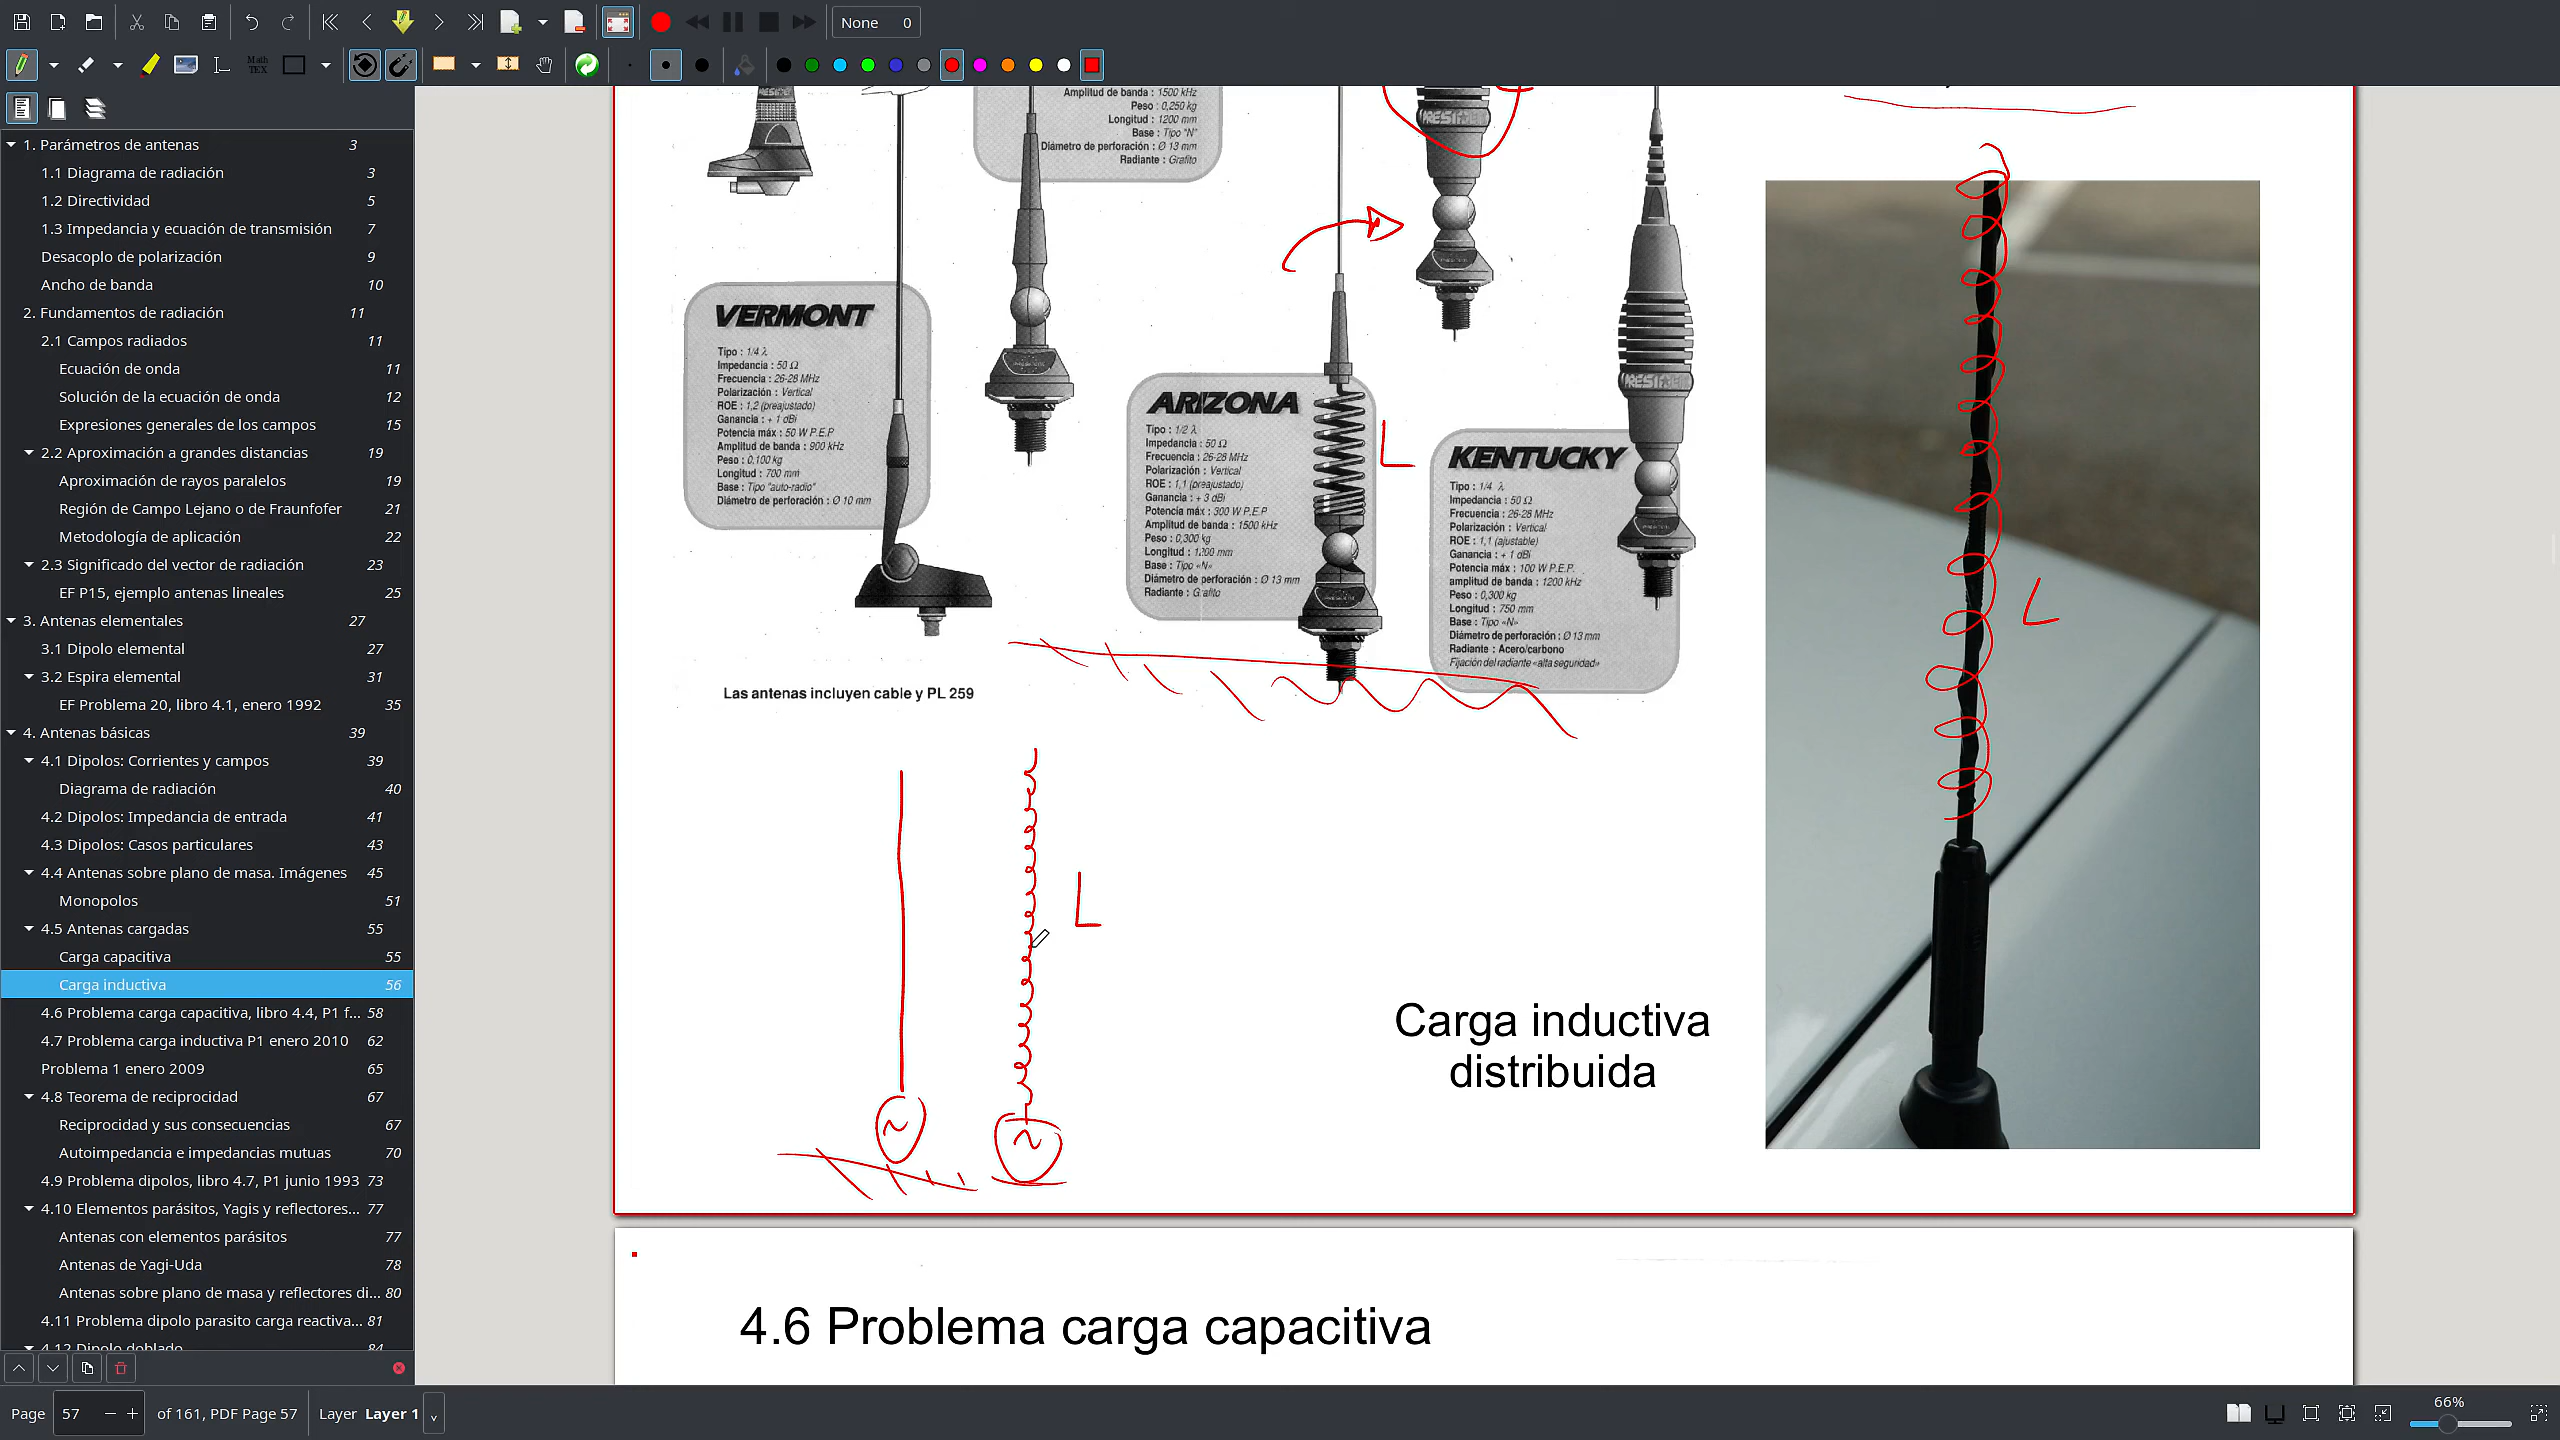 None 0
Math
TEX
1. Parámetros de antenas 3
1.1 Diagrama de radiación 3
1.2 Directividad 5
1.3 Impedancia y ecuación de transmisión 7
Desacoplo de polarización 9
Ancho de banda 10
2. Fundamentos de radiación 11
2.1 Campos radiados 11
Ecuación de onda 11
Solución de la ecuación de onda 12
Expresiones generales de los campos 15
2.2 Aproximación a grandes distancias 19
Aproximación de rayos paralelos 19
Región de Campo Lejano o de Fraunfofer 21
Metodología de aplicación 22
2.3 Significado del vector de radiación 23
EF P15, ejemplo antenas lineales 25
3. Antenas elementales 27
3.1 Dipolo elemental 27
3.2 Espira elemental 31
EF Problema 20, libro 4.1, enero 1992 35
4. Antenas básicas 39
4.1 Dipolos: Corrientes y campos 39
Diagrama de radiación 40
4.2 Dipolos: Impedancia de entrada 41
4.3 Dipolos: Casos particulares 43
4.4 Antenas sobre plano de masa. Imágenes 45
Monopolos 51
4.5 Antenas cargadas 55
Carga capacitiva 55
Carga inductiva 56
4.6 Problema carga capacitiva, libro 4.4, P1 f... 58
4.7 Problema carga inductiva P1 enero 2010 62
Problema 1 enero 2009 65
4.8 Teorema de reciprocidad 67
Reciprocidad y sus consecuencias 67
Autoimpedancia e impedancias mutuas 70
4.9 Problema dipolos, libro 4.7, P1 junio 1993 73
4.10 Elementos parásitos, Yagis y reflectores... 77
Antenas con elementos parásitos 77
Antenas de Yagi-Uda 78
Antenas sobre plano de masa y reflectores di... 80
4.11 Problema dipolo parasito carga reactiva... 81
4.12 Dipolo doblado 84
Page 57 of 161, PDF Page 57 Layer Layer 1
66%
Amplitud de banda : 1500 kHz
Peso : 0,250 kg
Longitud : 1200 mm
Base : Tipo "N"
Diámetro de perforación : Ø 13 mm
Radiante : Grafito
VERMONT
Tipo : 1/4 λ
Impedancia : 50 Ω
Frecuencia : 26-28 MHz
Polarización : Vertical
ROE : 1,2 (preajustado)
Ganancia : + 1 dBi
Potencia máx : 50 W P.E.P
Amplitud de banda : 900 kHz
Peso : 0,100 kg
Longitud : 700 mm
Base : Tipo "auto-radio"
Diámetro de perforación : Ø 10 mm
ARIZONA
Tipo : 1/2 λ
Impedancia : 50 Ω
Frecuencia : 26-28 MHz
Polarización : Vertical
ROE : 1,1 (preajustado)
Ganancia : + 3 dBi
Potencia máx : 300 W P.E.P
Amplitud de banda : 1500 kHz
Peso : 0,300 kg
Longitud : 1200 mm
Base : Tipo «N»
Diámetro de perforación : Ø 13 mm
Radiante : Grafito
L
KENTUCKY
Tipo : 1/4 λ
Impedancia : 50 Ω
Frecuencia : 26-28 MHz
Polarización : Vertical
ROE : 1,1 (ajustable)
Ganancia : + 1 dBi
Potencia máx : 100 W P.E.P.
amplitud de banda : 1200 kHz
Peso : 0,300 kg
Longitud : 750 mm
Base : Tipo «N»
Diámetro de perforación : Ø 13 mm
Radiante : Acero/carbono
Fijación del radiante «alta seguridad»
PRESIDENT
L
Las antenas incluyen cable y PL 259
L
~
~
Carga inductiva
distribuida
4.6 Problema carga capacitiva